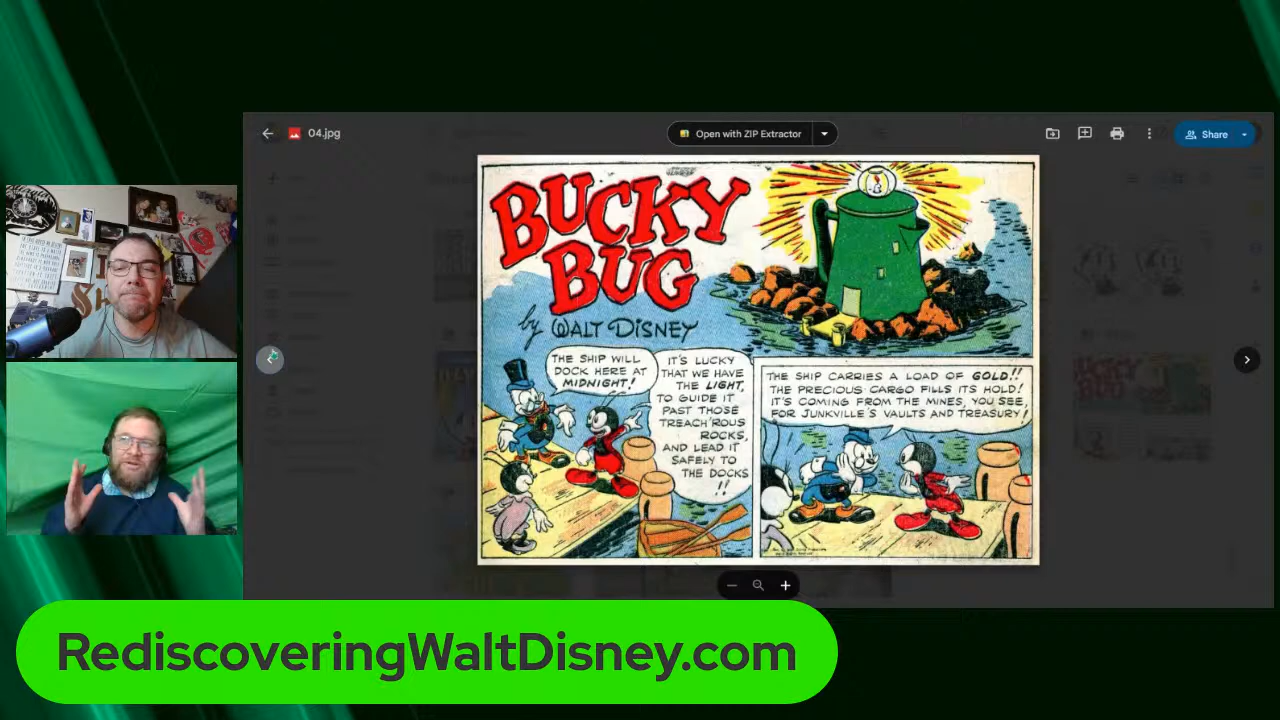 04.jpg
Open with ZIP Extractor
Share
BUCKY
BUG
by WALT DISNEY
THE SHIP WILL
DOCK HERE AT
MIDNIGHT!
IT'S LUCKY
THAT WE HAVE
THE LIGHT,
TO GUIDE IT
PAST THOSE
TREACH'ROUS
ROCKS,
AND LEAD IT
SAFELY TO
THE DOCKS
!!
THE SHIP CARRIES A LOAD OF GOLD!!
THE PRECIOUS CARGO FILLS ITS HOLD!
IT'S COMING FROM THE MINES, YOU SEE,
FOR JUNKVILLE'S VAULTS AND TREASURY!
RediscoveringWaltDisney.com